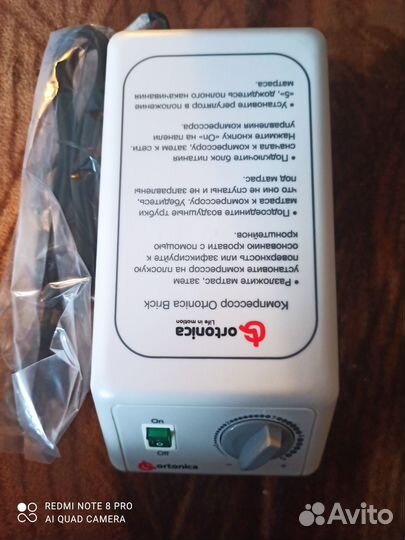 ortonica
Life in motion
Компрессор Ortonica Brick
• Разложите матрас, затем
установите компрессор на плоскую
поверхность или зафиксируйте к
основанию кровати с помощью
кронштейнов.
• Подсоедините воздушные трубки
матраса к компрессору. Убедитесь,
что они не спутаны и не заправлены
под матрас.
• Подключите блок питания
сначала к компрессору, затем к сети.
Нажмите кнопку «On» на панели
управления компрессора.
• Установите регулятор в положение
«5», дождитесь полного накачивания
матраса.
On
Off
- +
ortonica
REDMI NOTE 8 PRO
AI QUAD CAMERA
Avito